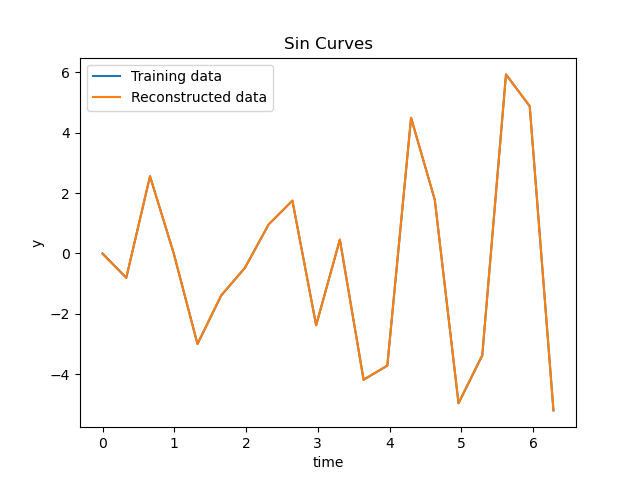 Sin Curves
Training data
Reconstructed data
6
4
2
0
−2
−4
y
0 1 2 3 4 5 6
time